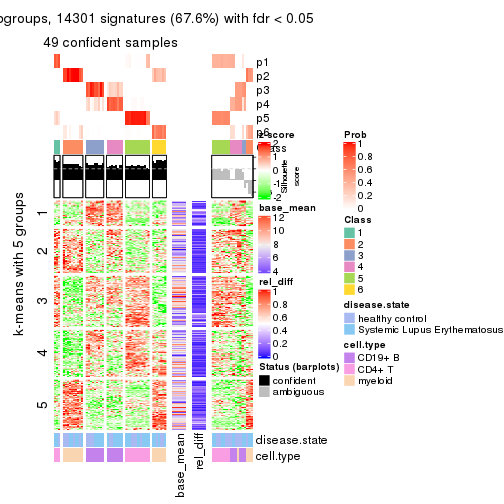 ogroups, 14301 signatures (67.6%) with fdr < 0.05
49 confident samples
p1
p2
p3
p4
p5
p6
Class
Silhouette
score
1
2
3
4
5
k-means with 5 groups
base_mean
rel_diff
disease.state
cell.type
z-score
2
1
0
-1
-2
base_mean
12
10
8
6
4
rel_diff
1
0.8
0.6
0.4
0.2
0
Status (barplots)
confident
ambiguous
Prob
1
0.8
0.6
0.4
0.2
0
Class
1
2
3
4
5
6
disease.state
healthy control
Systemic Lupus Erythematosus
cell.type
CD19+ B
CD4+ T
myeloid